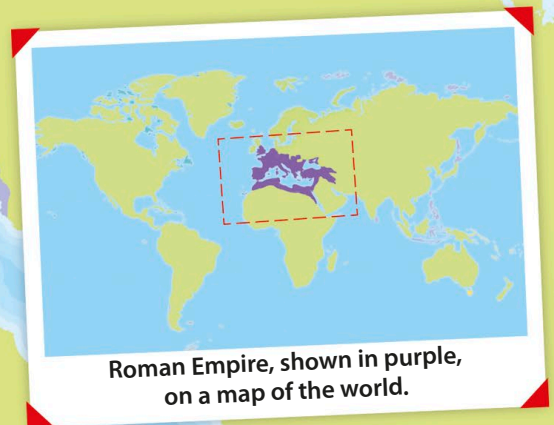 Roman Empire, shown in purple,
on a map of the world.